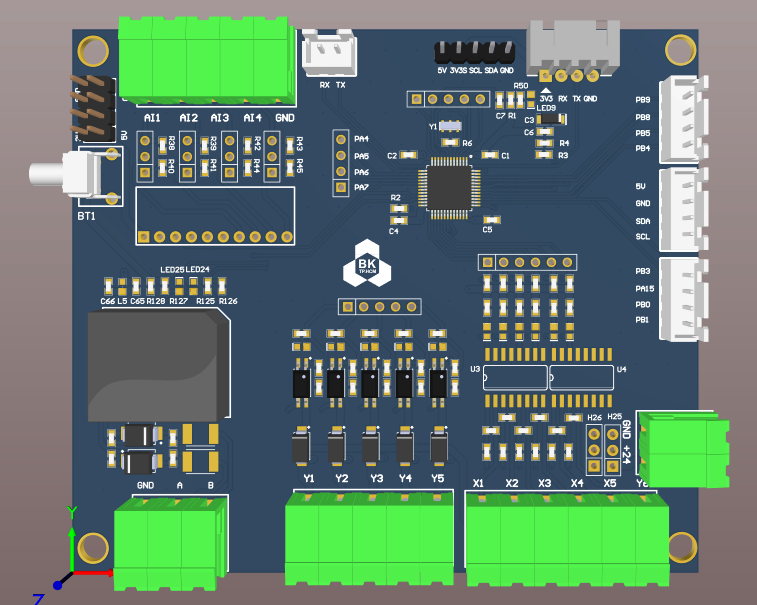 RX TX
5V 3V3S SCL SDA GND
3V3 RX TX GND
R50
C7 R1
LED9
C3
C6
R4
R3
AI1 AI2 AI3 AI4 GND
5V
R38 R39 R42 R43
R40 R41 R44 R45
PA4
PA5
PA6
PA7
Y1
R6
C2
C1
R2
C4
C5
PB9
PB8
PB5
PB4
5V
GND
SDA
SCL
PB3
PA15
PB0
PB1
BT1
BK
TP.HCM
LED25 LED24
C66 L5 C65 R128 R127 R125 R126
U3
U4
H26 H25
GND +24
GND A B
Y1 Y2 Y3 Y4 Y5
X1 X2 X3 X4 X5
Y
Z